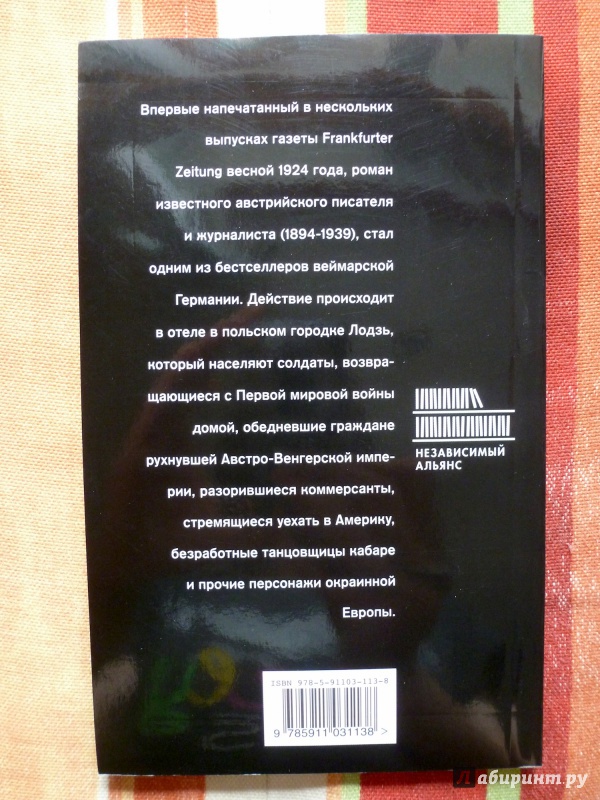 Впервые напечатанный в нескольких
выпусках газеты Frankfurter
Zeitung весной 1924 года, роман
известного австрийского писателя
и журналиста (1894-1939), стал
одним из бестселлеров веймарской
Германии. Действие происходит
в отеле в польском городке Лодзь,
который населяют солдаты, возвра-
щающиеся с Первой мировой войны
домой, обедневшие граждане
рухнувшей Австро-Венгерской импе-
рии, разорившиеся коммерсанты,
стремящиеся уехать в Америку,
безработные танцовщицы кабаре
и прочие персонажи окраинной
Европы.
НЕЗАВИСИМЫЙ
АЛЬЯНС
ISBN 978-5-91103-113-8
9 785911 031138 >
Лабиринт.ру